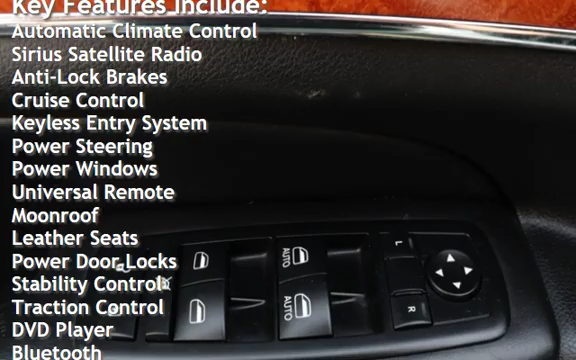 Key Features Include:
Automatic Climate Control
Sirius Satellite Radio
Anti-Lock Brakes
Cruise Control
Keyless Entry System
Power Steering
Power Windows
Universal Remote
Moonroof
Leather Seats
Power Door Locks
Stability Control
Traction Control
DVD Player
Bluetooth
AUTO
L
AUTO
R